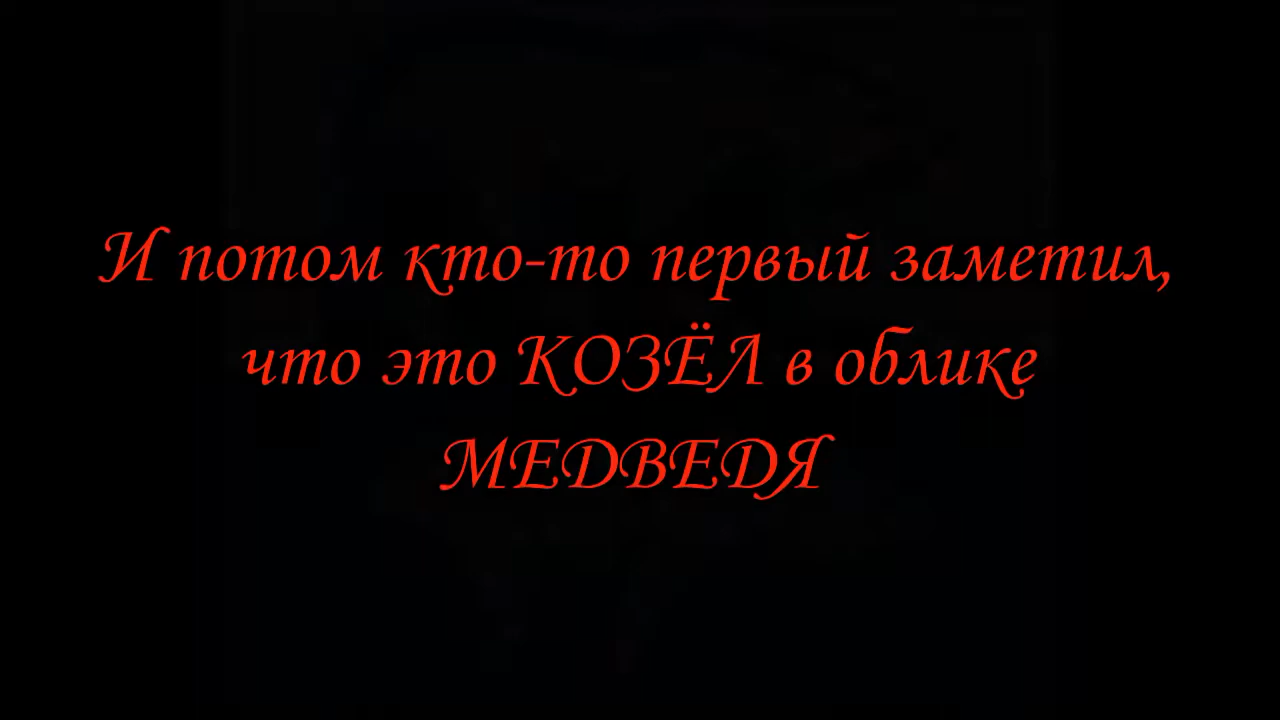 И потом кто-то первый заметил,
что это КОЗЁЛ в облике
МЕДВЕДЯ